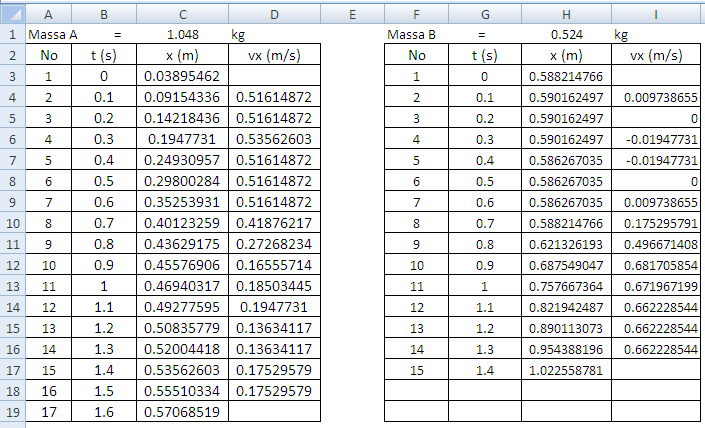 A B C D E F G H I
1 Massa A = 1.048 kg Massa B = 0.524 kg
2 No t (s) x (m) vx (m/s) No t (s) x (m) vx (m/s)
3 1 0 0.03895462 1 0 0.588214766
4 2 0.1 0.09154336 0.51614872 2 0.1 0.590162497 0.009738655
5 3 0.2 0.14218436 0.51614872 3 0.2 0.590162497 0
6 4 0.3 0.1947731 0.53562603 4 0.3 0.590162497 -0.01947731
7 5 0.4 0.24930957 0.51614872 5 0.4 0.586267035 -0.01947731
8 6 0.5 0.29800284 0.51614872 6 0.5 0.586267035 0
9 7 0.6 0.35253931 0.51614872 7 0.6 0.586267035 0.009738655
10 8 0.7 0.40123259 0.41876217 8 0.7 0.588214766 0.175295791
11 9 0.8 0.43629175 0.27268234 9 0.8 0.621326193 0.496671408
12 10 0.9 0.45576906 0.16555714 10 0.9 0.687549047 0.681705854
13 11 1 0.46940317 0.18503445 11 1 0.757667364 0.671967199
14 12 1.1 0.49277595 0.1947731 12 1.1 0.821942487 0.662228544
15 13 1.2 0.50835779 0.13634117 13 1.2 0.890113073 0.662228544
16 14 1.3 0.52004418 0.13634117 14 1.3 0.954388196 0.662228544
17 15 1.4 0.53562603 0.17529579 15 1.4 1.022558781
18 16 1.5 0.55510334 0.17529579
19 17 1.6 0.57068519